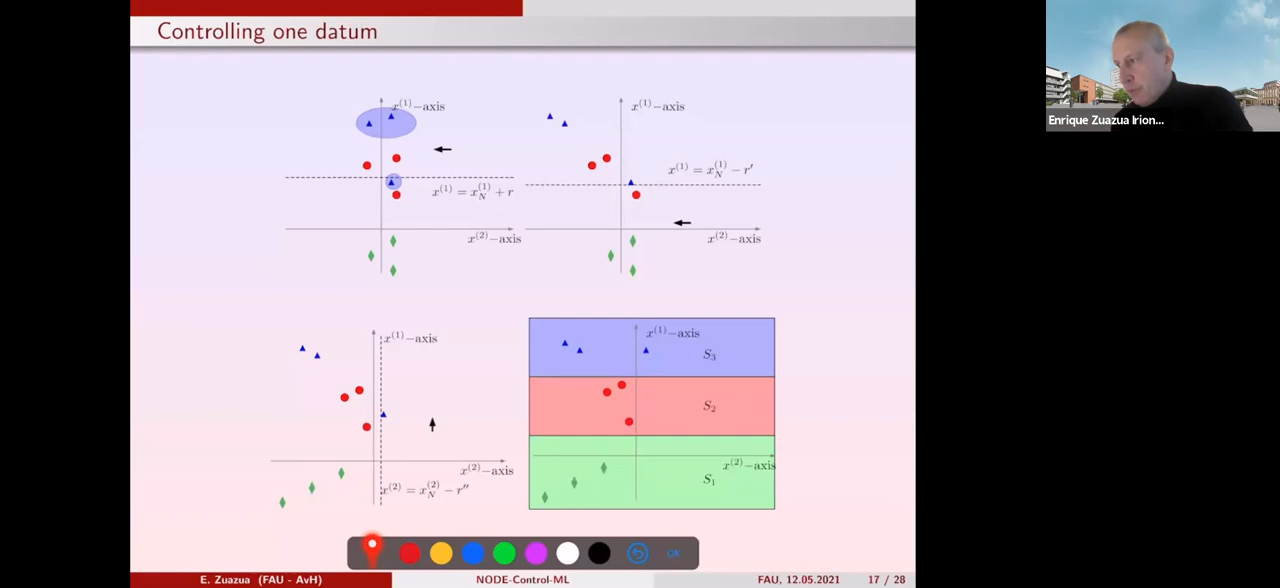 Controlling one datum
x^(1)−axis
x^(1) = x_N^(1) + r
x^(2)−axis
x^(1)−axis
x^(1) = x_N^(1) − r′
x^(2)−axis
x^(1)−axis
x^(2)−axis
x^(2) = x_N^(2) − r″
x^(1)−axis
S_3
S_2
x^(2)−axis
S_1
OK
E. Zuazua (FAU - AvH)
NODE-Control-ML
FAU, 12.05.2021
17 / 28
Enrique Zuazua Irion...